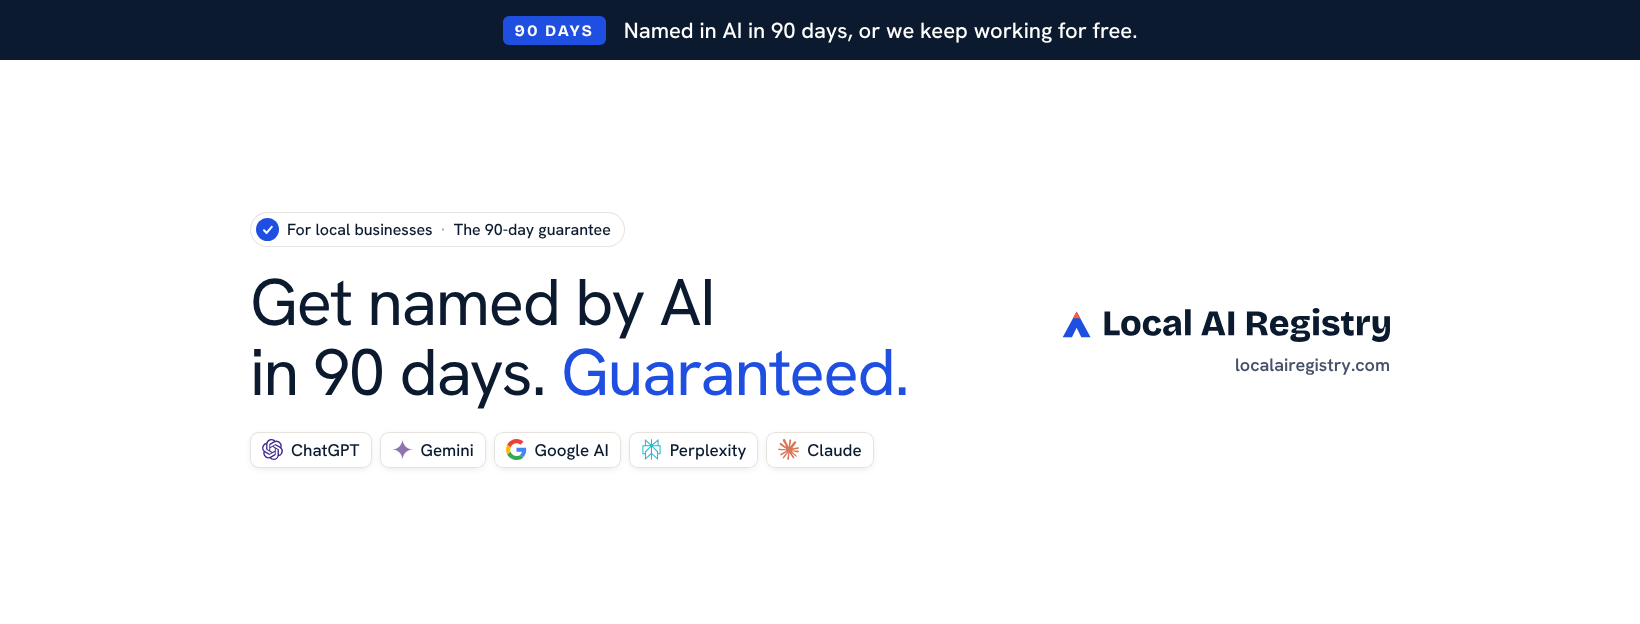 90 DAYS Named in AI in 90 days, or we keep working for free.
For local businesses · The 90-day guarantee
Get named by AI
in 90 days. Guaranteed.
ChatGPT Gemini Google AI Perplexity Claude
Local AI Registry
localairegistry.com